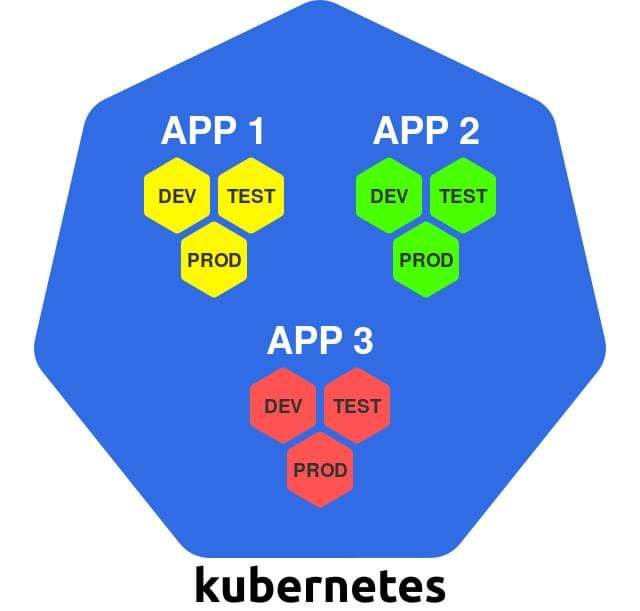 APP 1
DEV TEST
PROD
APP 2
DEV TEST
PROD
APP 3
DEV TEST
PROD
kubernetes